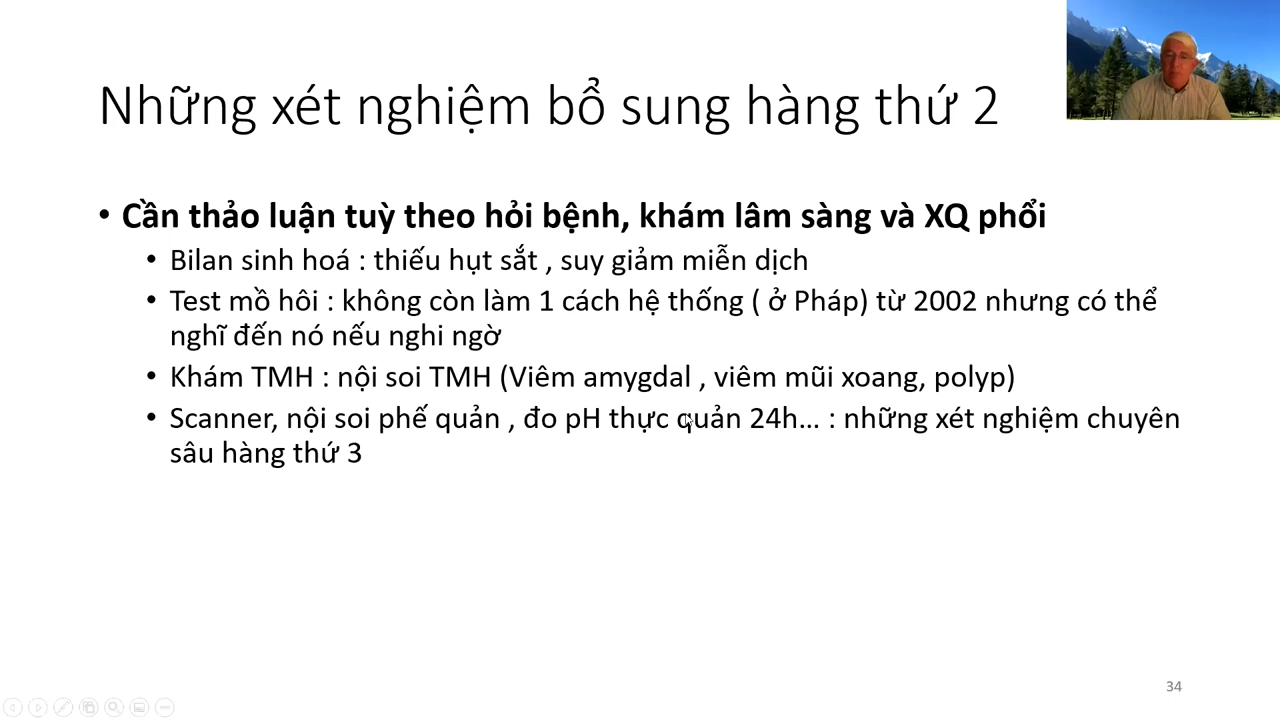 Những xét nghiệm bổ sung hàng thứ 2
• Cần thảo luận tuỳ theo hỏi bệnh, khám lâm sàng và XQ phổi
• Bilan sinh hoá : thiếu hụt sắt , suy giảm miễn dịch
• Test mồ hôi : không còn làm 1 cách hệ thống ( ở Pháp) từ 2002 nhưng có thể
nghĩ đến nó nếu nghi ngờ
• Khám TMH : nội soi TMH (Viêm amygdal , viêm mũi xoang, polyp)
• Scanner, nội soi phế quản , đo pH thực quản 24h... : những xét nghiệm chuyên
sâu hàng thứ 3
34